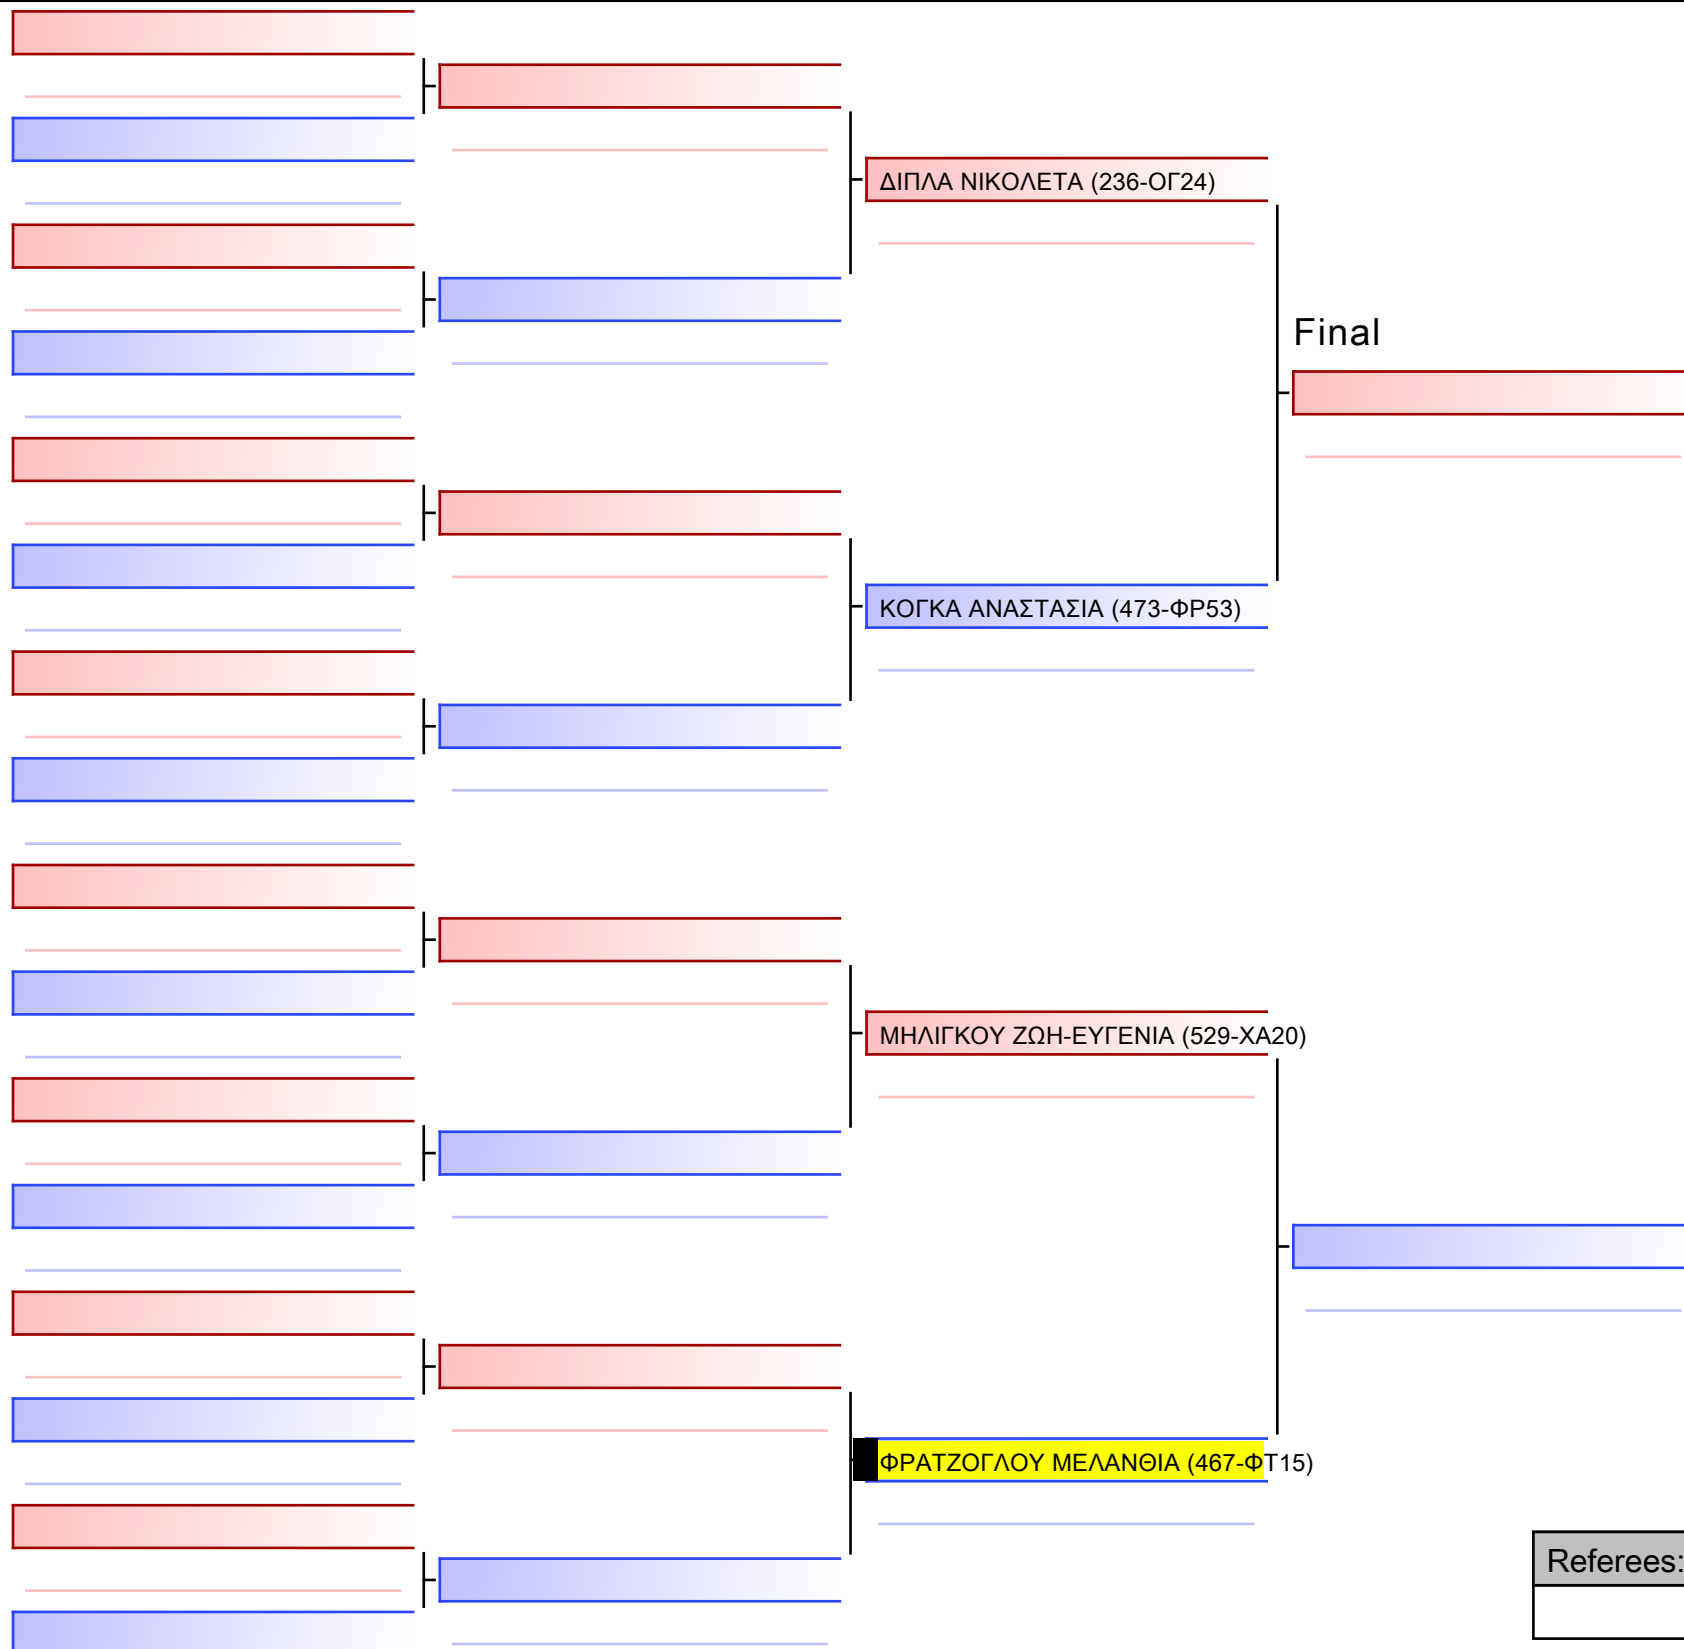 ΔΙΠΛΑ ΝΙΚΟΛΕΤΑ (236-ΟΓ24)
Final
ΚΟΓΚΑ ΑΝΑΣΤΑΣΙΑ (473-ΦΡ53)
ΜΗΛΙΓΚΟΥ ΖΩΗ-ΕΥΓΕΝΙΑ (529-ΧΑ20)
ΦΡΑΤΖΟΓΛΟΥ ΜΕΛΑΝΘΙΑ (467-ΦΤ15)
Referees: